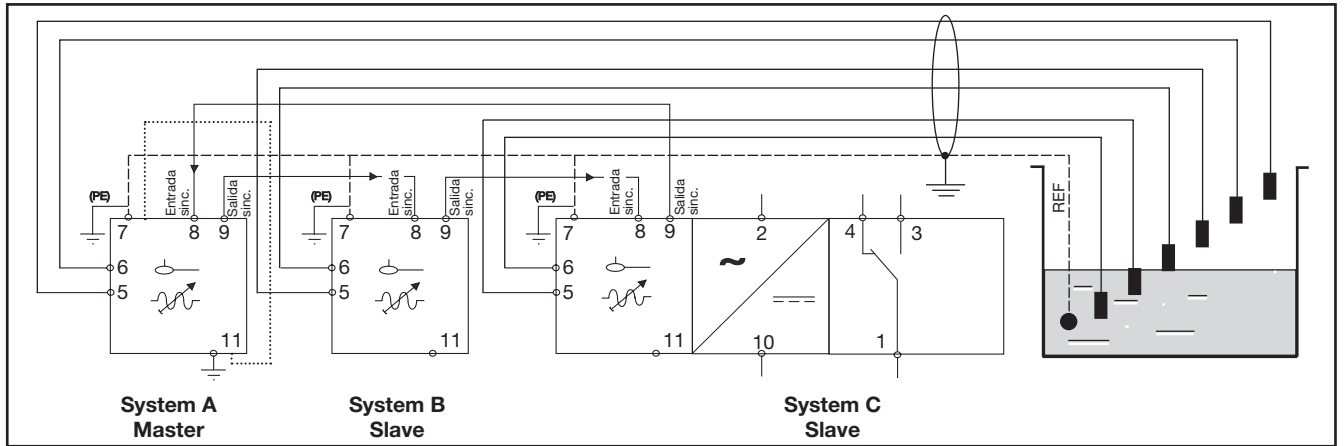 REF
(PE)
Entrada
sinc.
Salida
sinc.
7
8
9
6
5
11
(PE)
Entrada
sinc.
Salida
sinc.
7
8
9
6
5
11
(PE)
Entrada
sinc.
Salida
sinc.
7
8
9
6
5
11
2
~
10
4
3
1
System A
Master
System B
Slave
System C
Slave